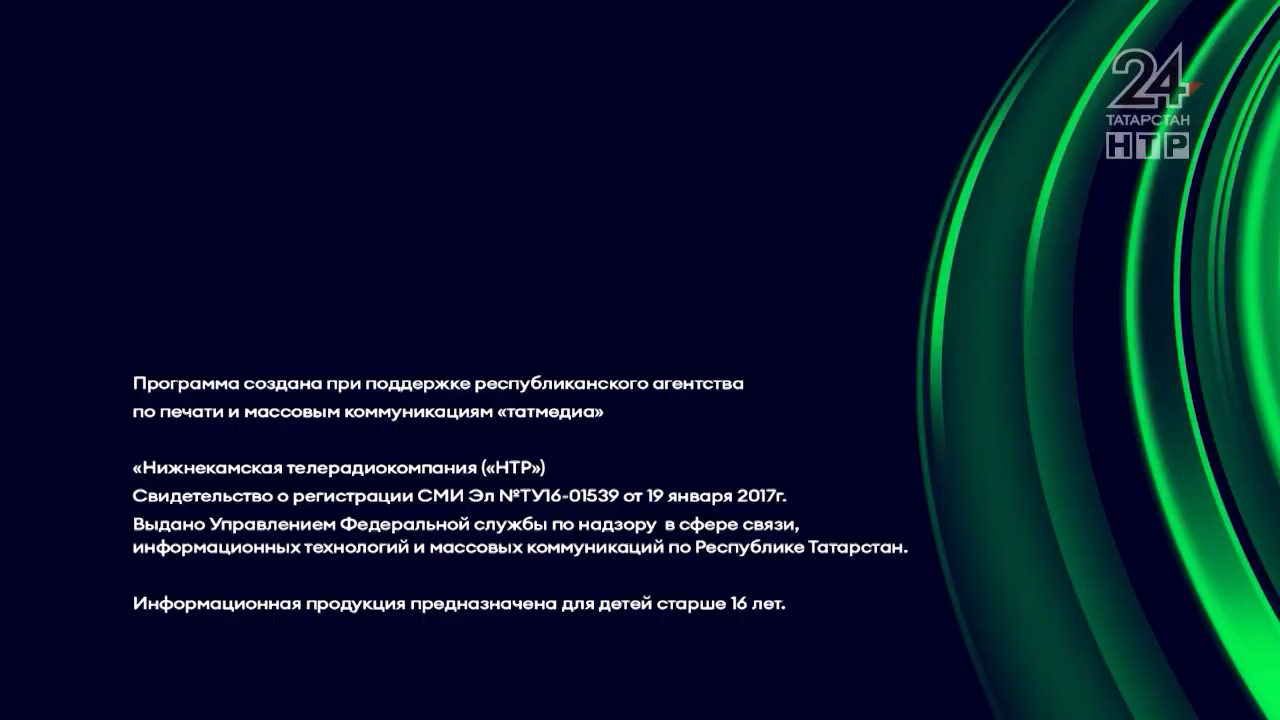 24
ТАТАРСТАН
НТР
Программа создана при поддержке республиканского агентства
по печати и массовым коммуникациям «татмедиа»
«Нижнекамская телерадиокомпания («НТР»)
Свидетельство о регистрации СМИ Эл №ТУ16-01539 от 19 января 2017г.
Выдано Управлением Федеральной службы по надзору в сфере связи,
информационных технологий и массовых коммуникаций по Республике Татарстан.
Информационная продукция предназначена для детей старше 16 лет.